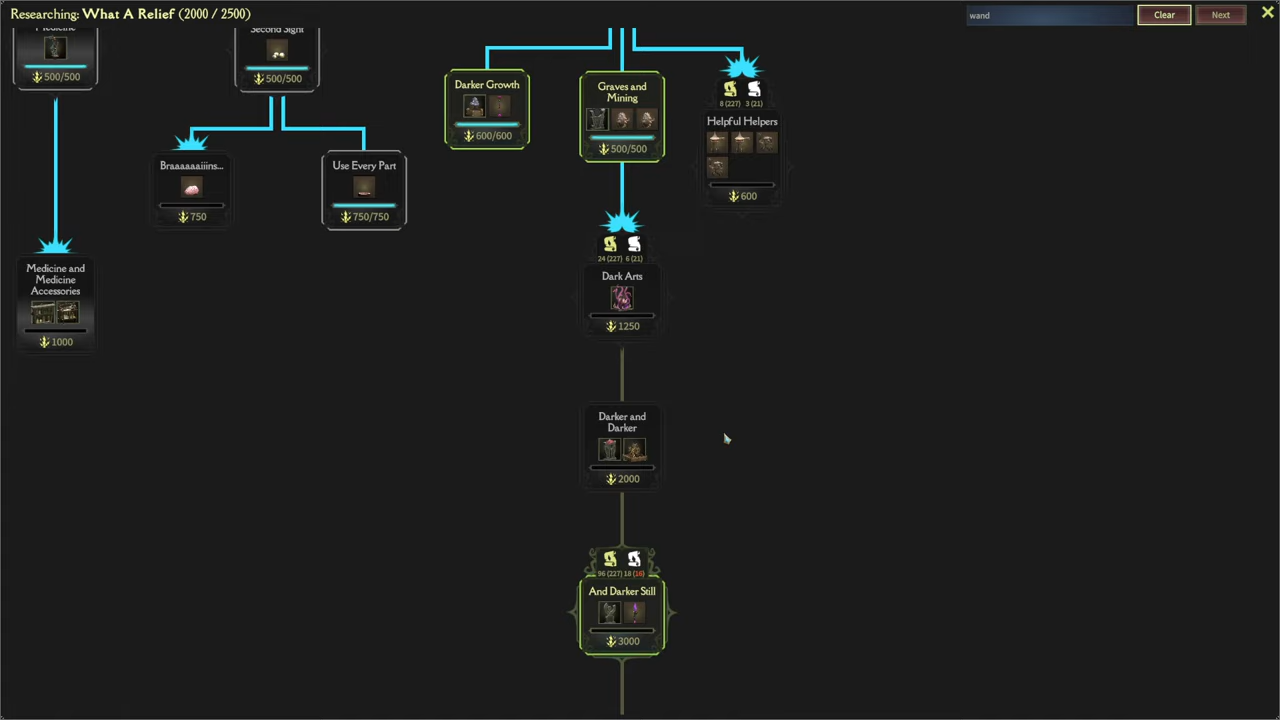 Researching: What A Relief (2000 / 2500)
wand
Clear
Next
Medicine
500/500
Second Sight
500/500
Darker Growth
600/600
Graves and
Mining
500/500
8 (227) 3 (21)
Helpful Helpers
600
Braaaaaaiiins...
750
Use Every Part
750/750
Medicine and
Medicine
Accessories
1000
24 (227) 6 (21)
Dark Arts
1250
Darker and
Darker
2000
96 (227) 18 (16)
And Darker Still
3000